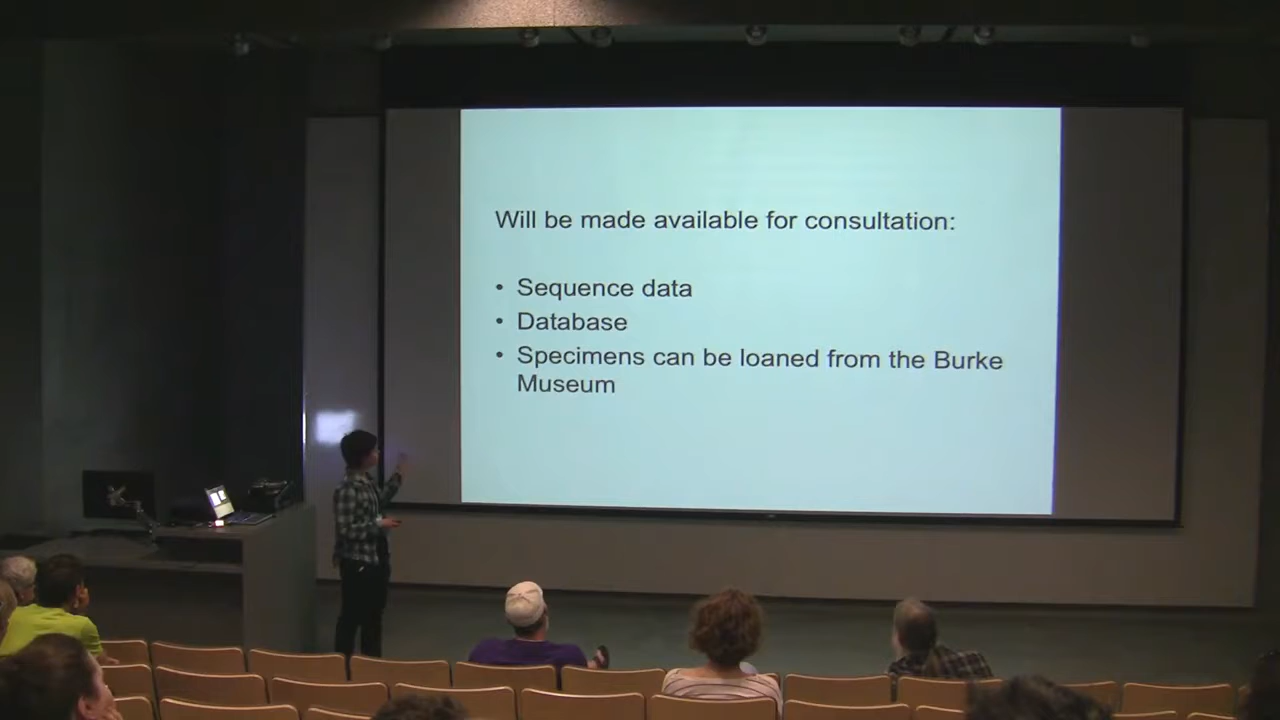 Will be made available for consultation:
• Sequence data
• Database
• Specimens can be loaned from the Burke
Museum